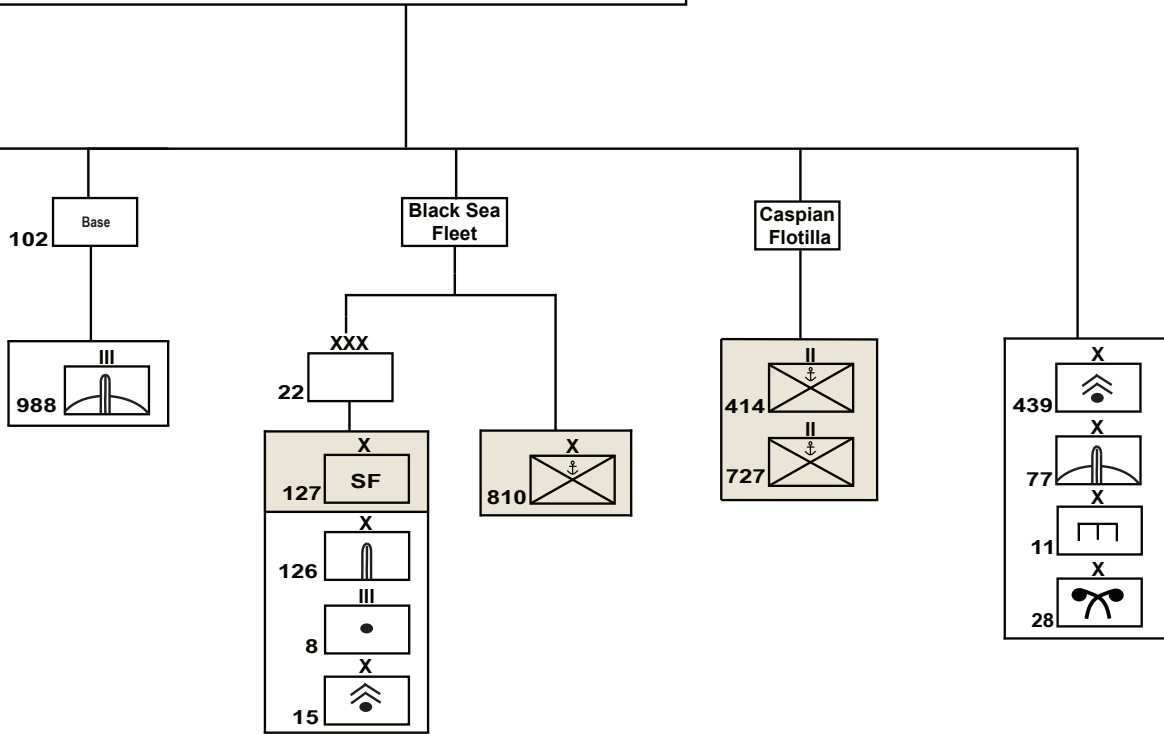 102
Base
III
988
Black Sea
Fleet
XXX
22
X
127
SF
X
126
III
8
X
15
X
810
Caspian
Flotilla
II
414
II
727
X
439
X
77
X
11
X
28